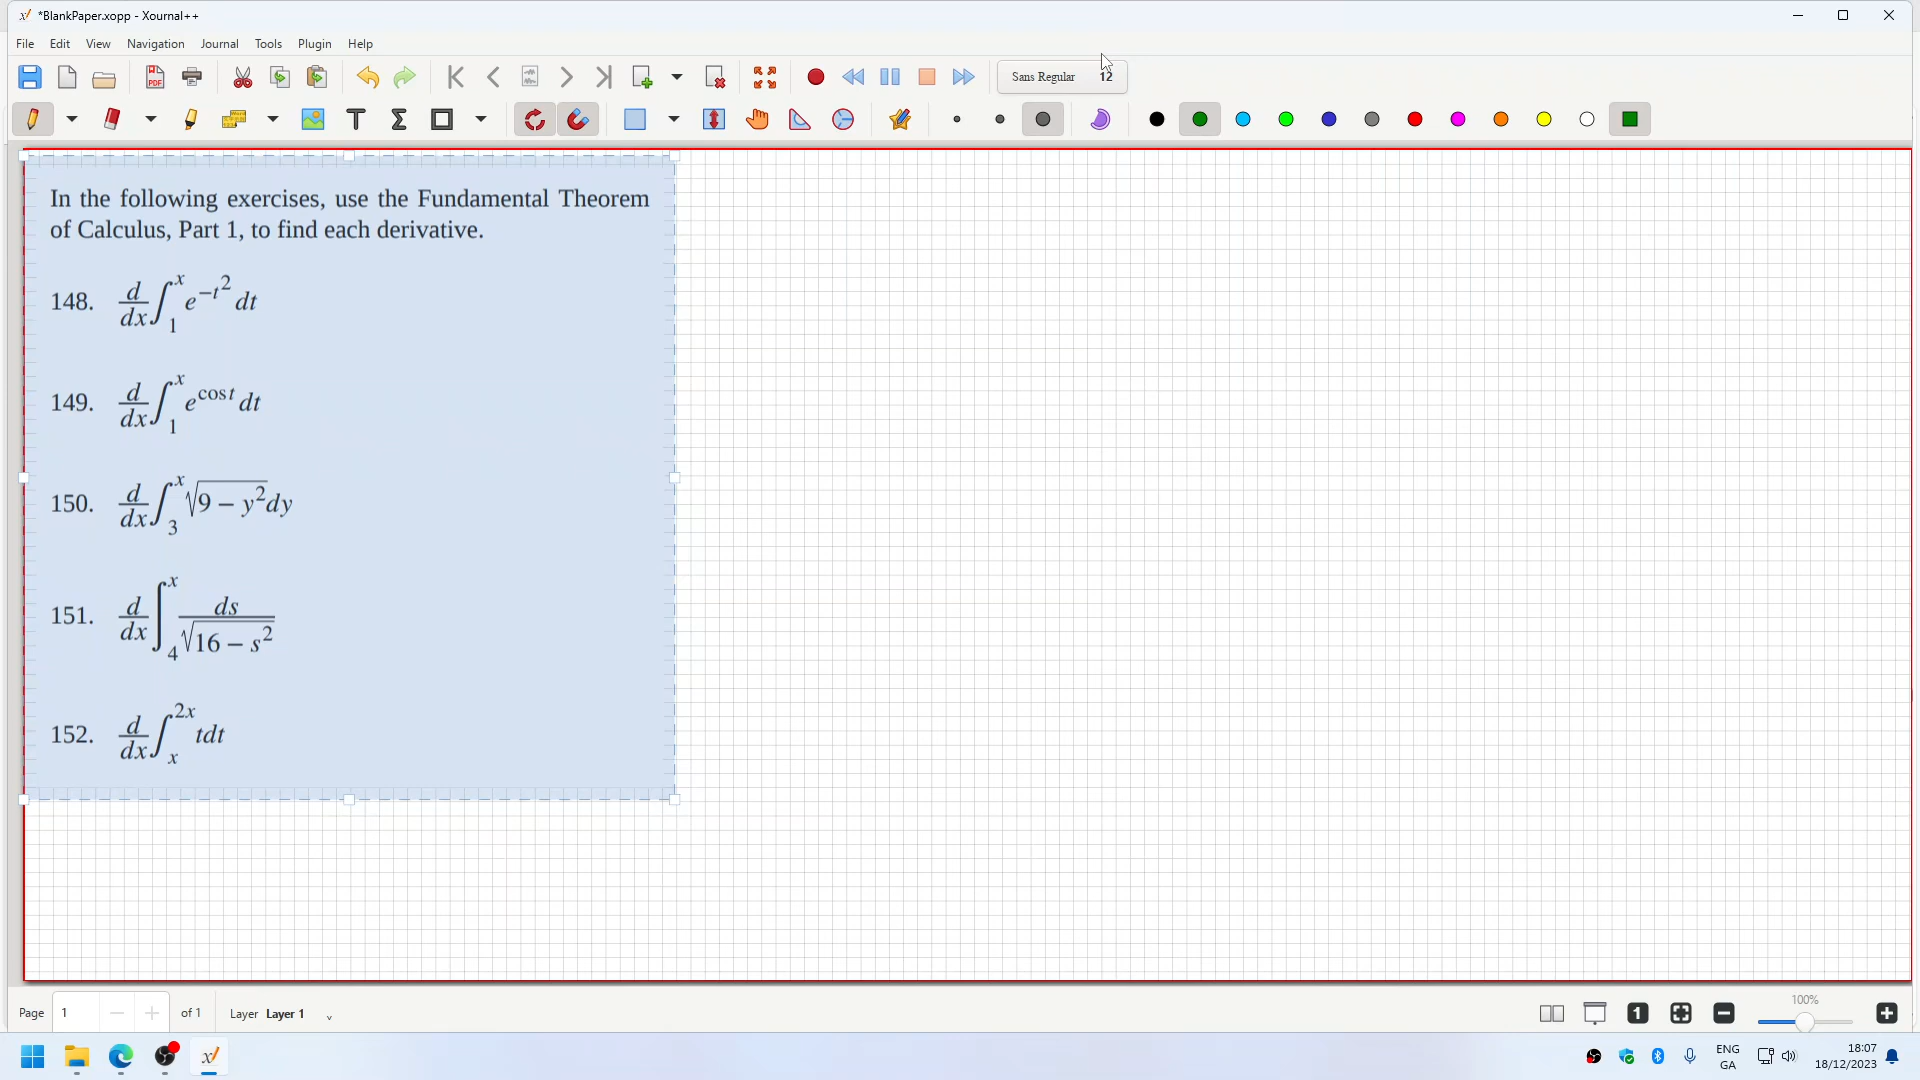 *BlankPaper.xopp - Xournal++
File Edit View Navigation Journal Tools Plugin Help
PDF
Sans Regular 12
In the following exercises, use the Fundamental Theorem
of Calculus, Part 1, to find each derivative.
148. d/dx ∫_1^x e^{−t^2} dt
149. d/dx ∫_1^x e^{cos t} dt
150. d/dx ∫_3^x √(9 − y^2) dy
151. d/dx ∫_4^x ds/√(16 − s^2)
152. d/dx ∫_x^{2x} tdt
Page 1 of 1 Layer Layer 1
100%
ENG
GA
18:07
18/12/2023